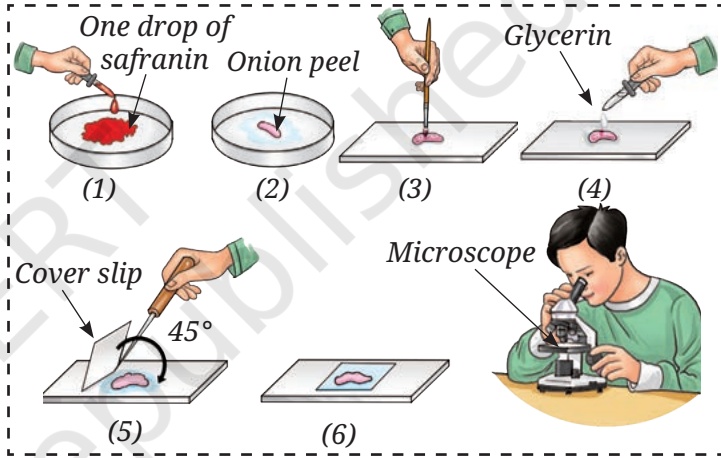 One drop of
safranin
Onion peel
Glycerin
(1)
(2)
(3)
(4)
Cover slip
45°
Microscope
(5)
(6)